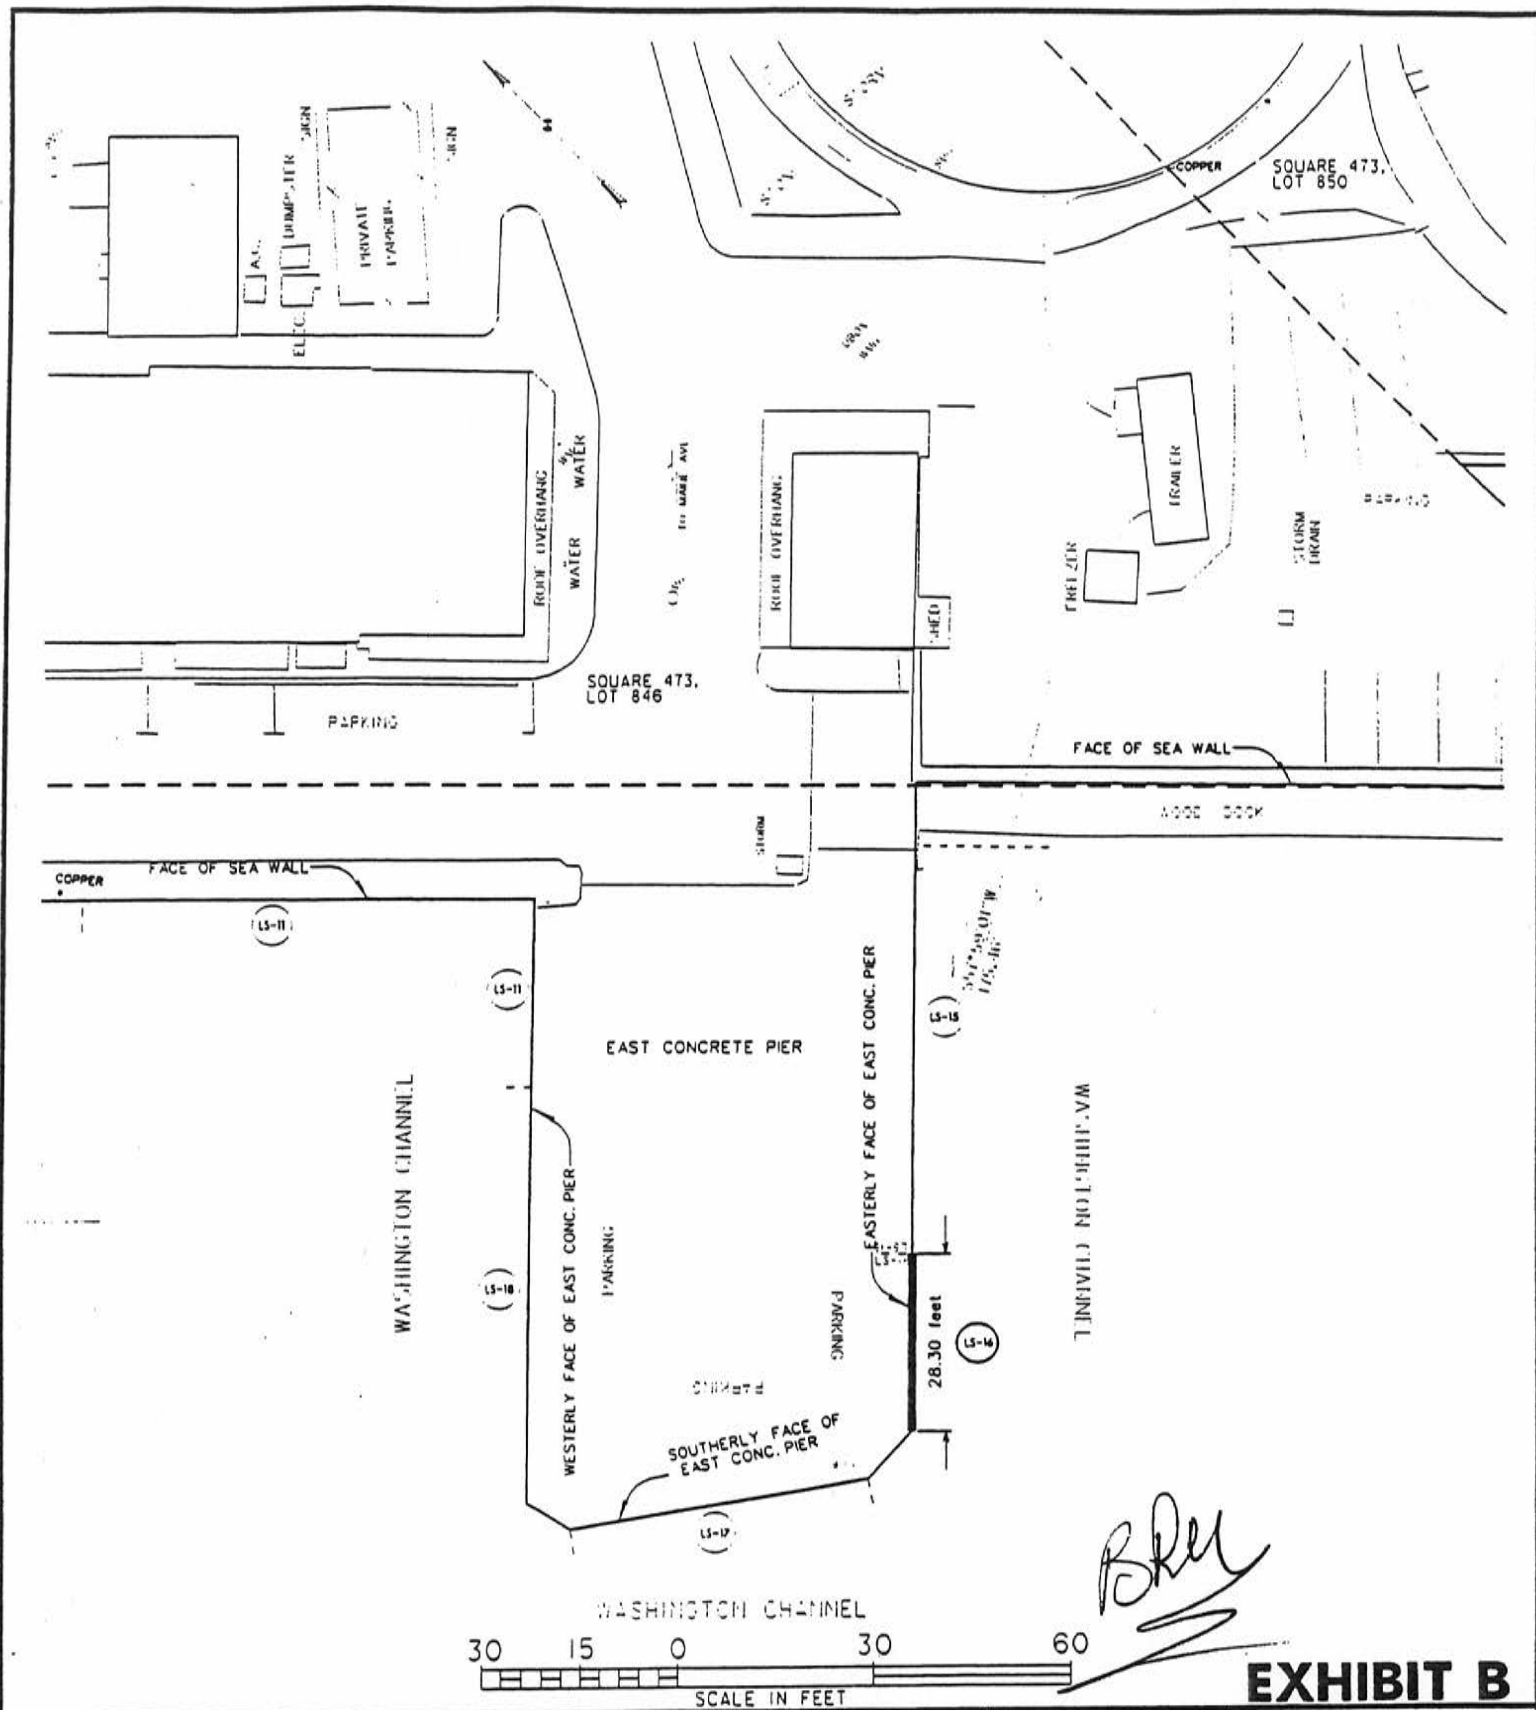 SIGN
SIGN
DUMPSTER
PRIVATE
PARKING
A.C.
ELEC.
COPPER
SQUARE 473,
LOT 850
ROOF OVERHANG
WATER
WATER
ROOF OVERHANG
SHED
TRAILER
FREEZER
STORM
DRAIN
PARKING
SQUARE 473,
LOT 846
PARKING
FACE OF SEA WALL
WOOD DOCK
STORM
FACE OF SEA WALL
COPPER
LS-11
LS-11
LS-15
EAST CONCRETE PIER
EASTERLY FACE OF EAST CONC. PIER
WASHINGTON CHANNEL
WASHINGTON CHANNEL
WESTERLY FACE OF EAST CONC. PIER
PARKING
LS-18
PARKING
28.30 feet
LS-16
PARKING
SOUTHERLY FACE OF
EAST CONC. PIER
LS-17
WASHINGTON CHANNEL
30 15 0 30 60
SCALE IN FEET
EXHIBIT B